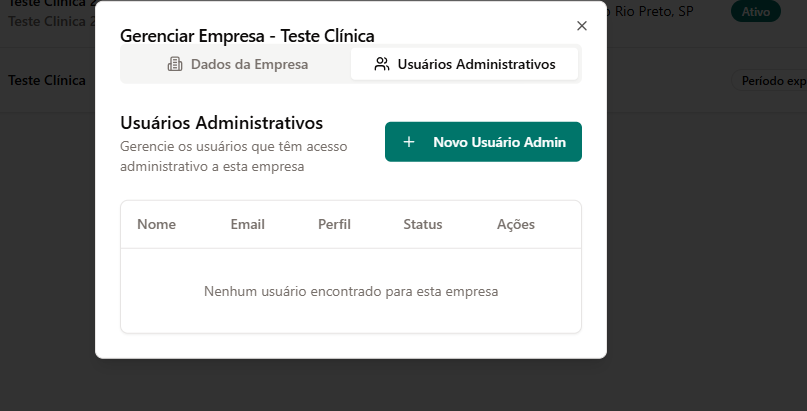 Teste Clínica 2
Teste Clínica 2
o Rio Preto, SP
Ativo
Teste Clínica
Período exp
Gerenciar Empresa - Teste Clínica
Dados da Empresa
Usuários Administrativos
Usuários Administrativos
Gerencie os usuários que têm acesso
administrativo a esta empresa
Novo Usuário Admin
Nome Email Perfil Status Ações
Nenhum usuário encontrado para esta empresa